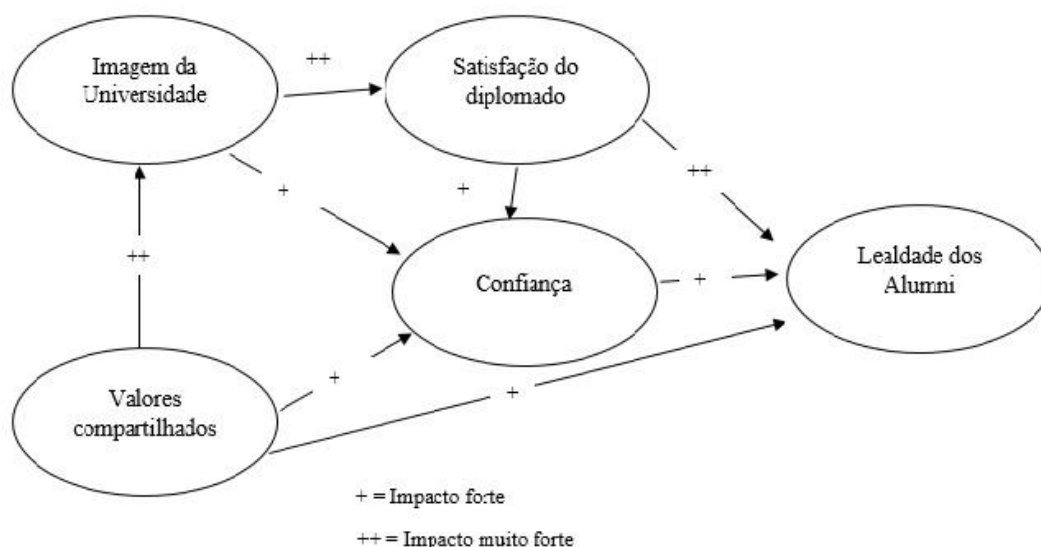 Imagem da
Universidade
++
Satisfação do
diplomado
+
+
++
++
Confiança
+
Lealdade dos
Alumni
+
+
Valores
compartilhados
+ = Impacto forte
++ = Impacto muito forte